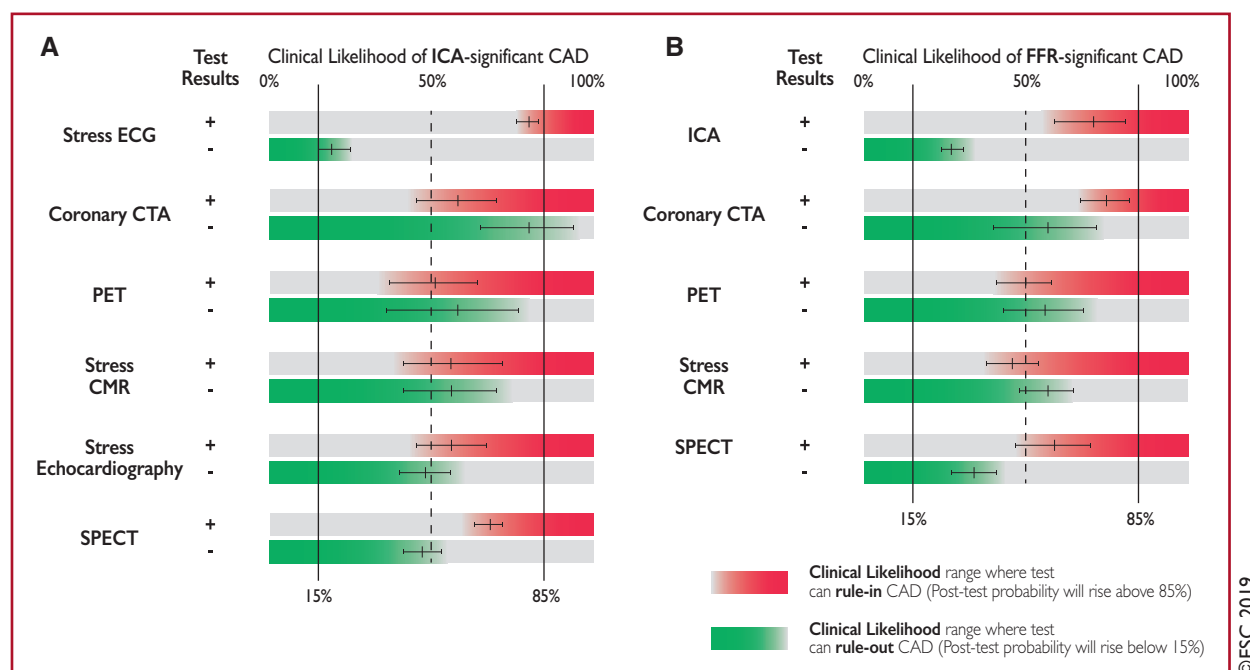 A
Test
Results
Clinical Likelihood of ICA-significant CAD
0% 50% 100%
Stress ECG
+
-
Coronary CTA
+
-
PET
+
-
Stress
CMR
+
-
Stress
Echocardiography
+
-
SPECT
+
-
15% 85%
B
Test
Results
Clinical Likelihood of FFR-significant CAD
0% 50% 100%
ICA
+
-
Coronary CTA
+
-
PET
+
-
Stress
CMR
+
-
SPECT
+
-
15% 85%
Clinical Likelihood range where test
can rule-in CAD (Post-test probability will rise above 85%)
Clinical Likelihood range where test
can rule-out CAD (Post-test probability will rise below 15%)
©ESC 2019